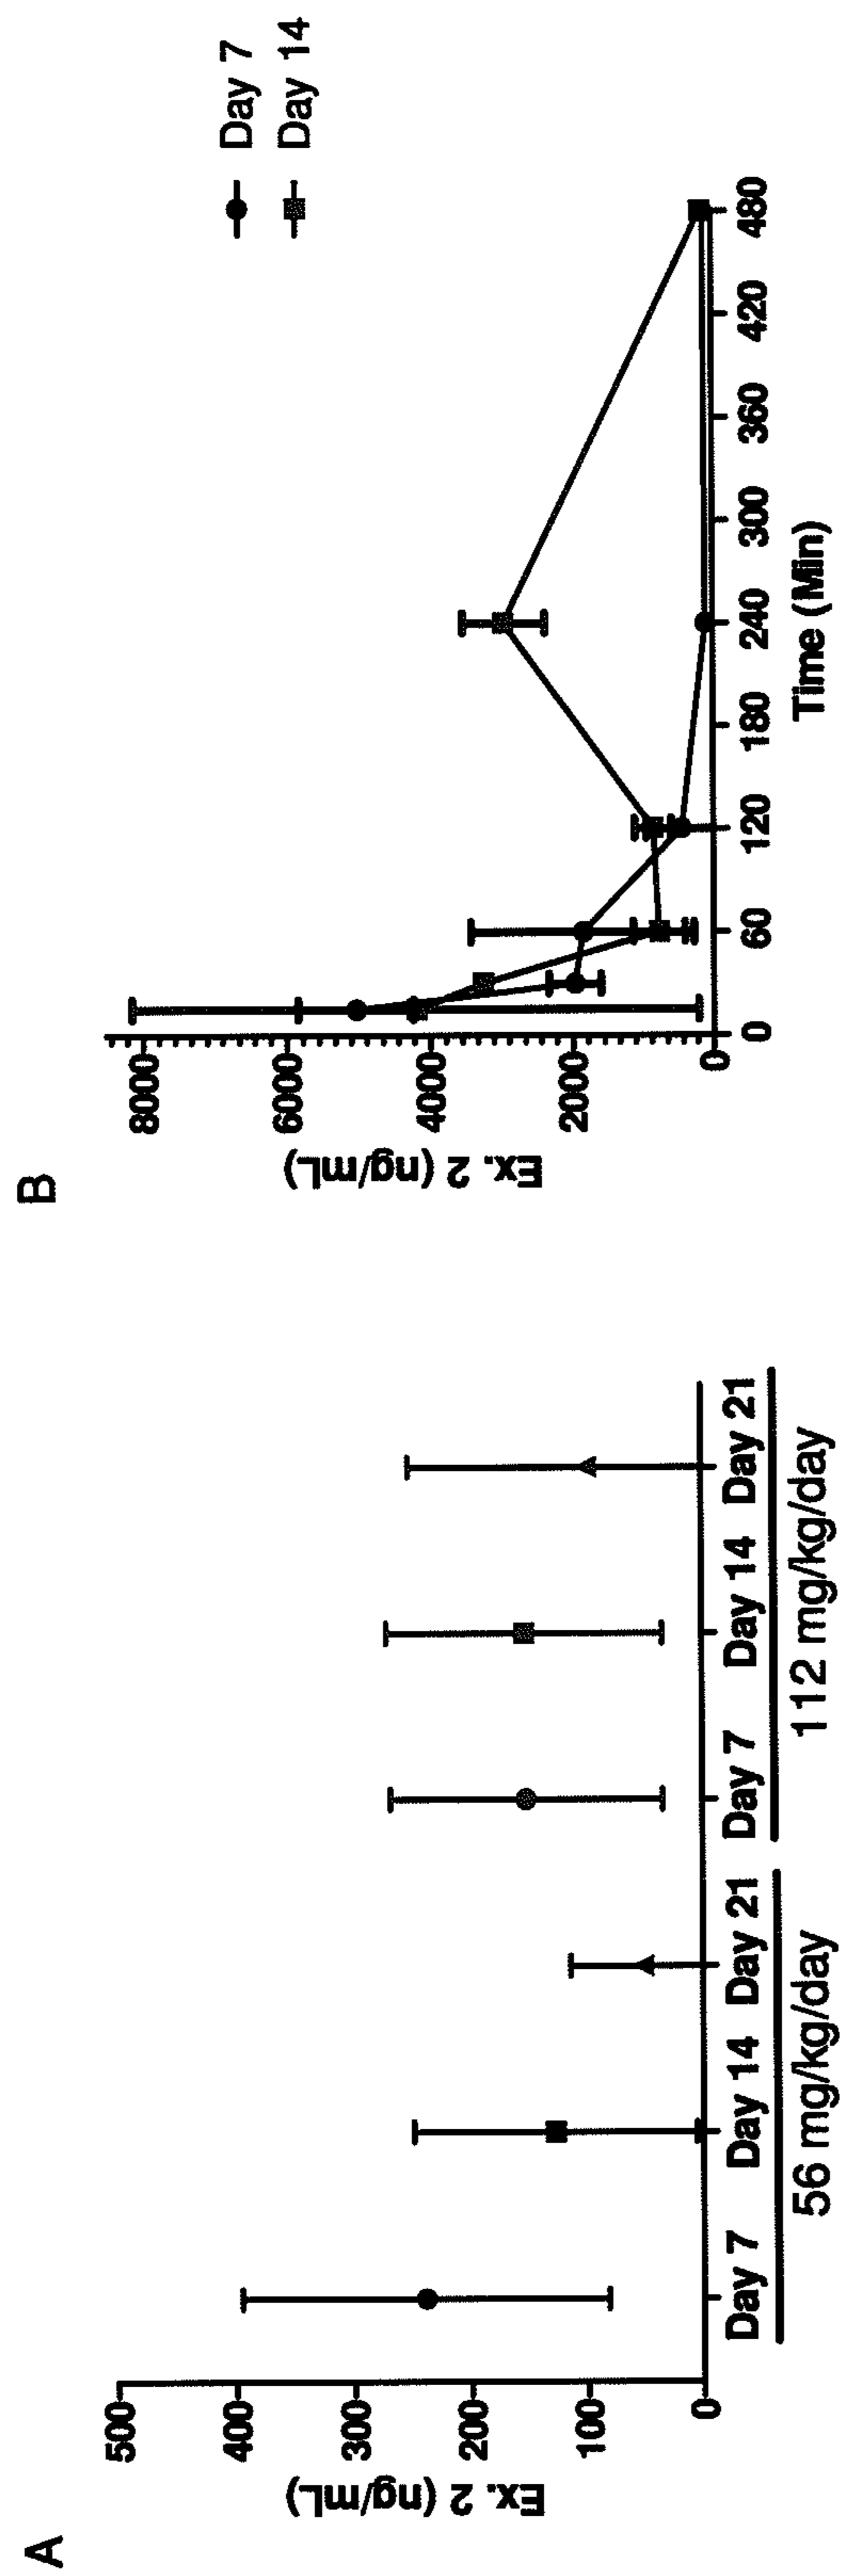 A
Ex. 2 (ng/mL)
500
400
300
200
100
0
Day 7 Day 14 Day 21 Day 7 Day 14 Day 21
56 mg/kg/day 112 mg/kg/day
B
Ex. 2 (ng/mL)
8000
6000
4000
2000
0
0 60 120 180 240 300 360 420 480
Time (Min)
Day 7
Day 14